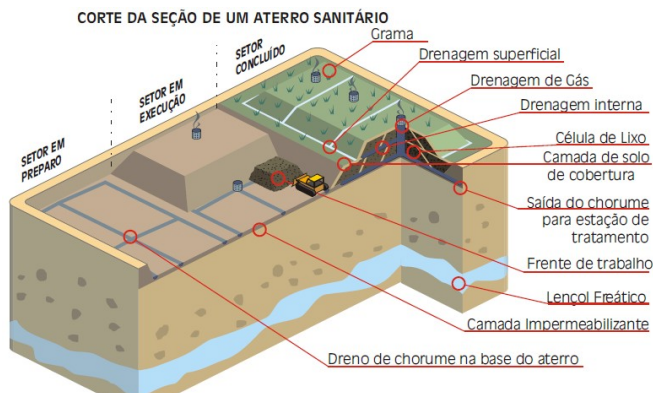 CORTE DA SEÇÃO DE UM ATERRO SANITÁRIO
SETOR EM
PREPARO
SETOR EM
EXECUÇÃO
SETOR
CONCLUÍDO
Grama
Drenagem superficial
Drenagem de Gás
Drenagem interna
Célula de Lixo
Camada de solo
de cobertura
Saída do chorume
para estação de
tratamento
Frente de trabalho
Lençol Freático
Camada Impermeabilizante
Dreno de chorume na base do aterro